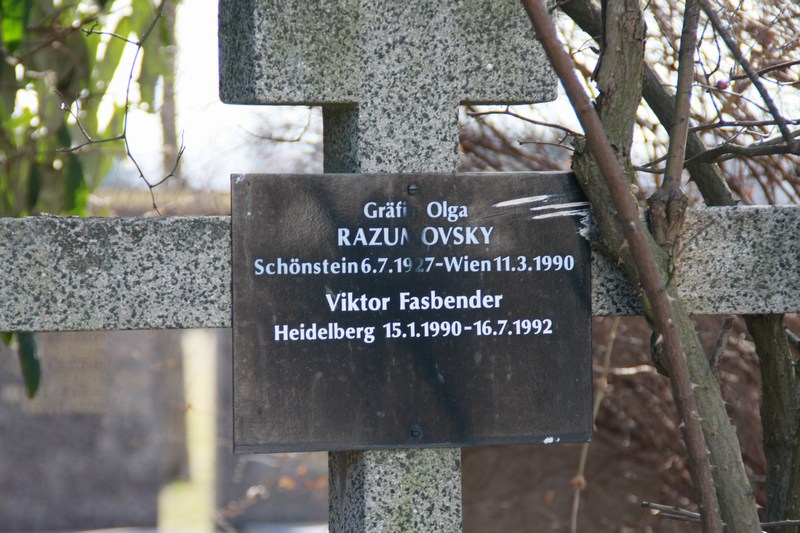 Gräfin Olga
RAZUMOVSKY
Schönstein 6.7.1927-Wien 11.3.1990
Viktor Fasbender
Heidelberg 15.1.1990-16.7.1992